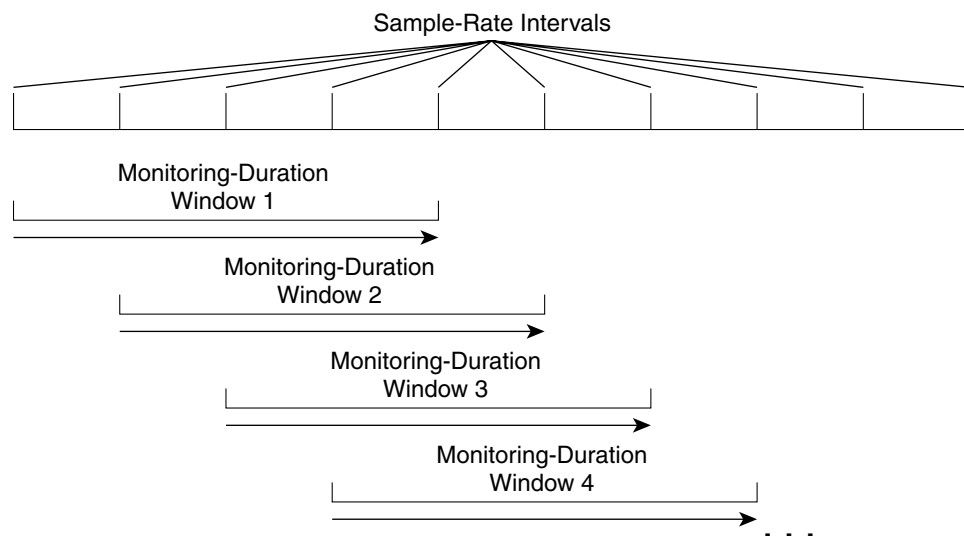 Sample-Rate Intervals
Monitoring-Duration
Window 1
Monitoring-Duration
Window 2
Monitoring-Duration
Window 3
Monitoring-Duration
Window 4
...